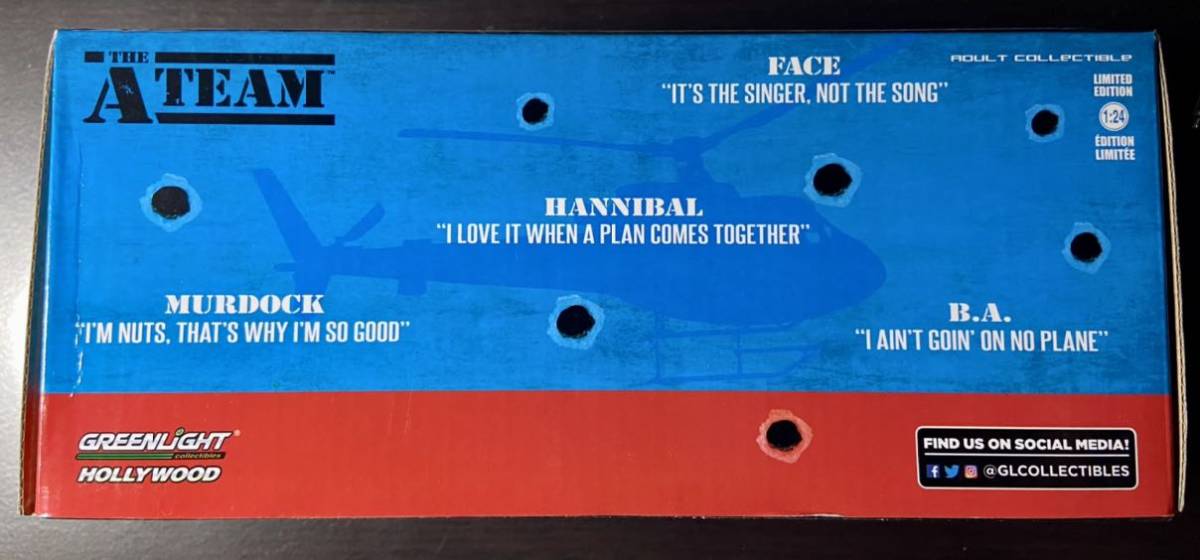 THE
A TEAM™
FACE
“IT'S THE SINGER, NOT THE SONG”
ADULT COLLECTIBLE
LIMITED
EDITION
1:24
ÉDITION
LIMITÉE
HANNIBAL
“I LOVE IT WHEN A PLAN COMES TOGETHER”
MURDOCK
“I'M NUTS, THAT'S WHY I'M SO GOOD”
B.A.
“I AIN'T GOIN' ON NO PLANE”
GREENLiGHT®
collectibles
HOLLYWOOD
FIND US ON SOCIAL MEDIA!
@GLCOLLECTIBLES